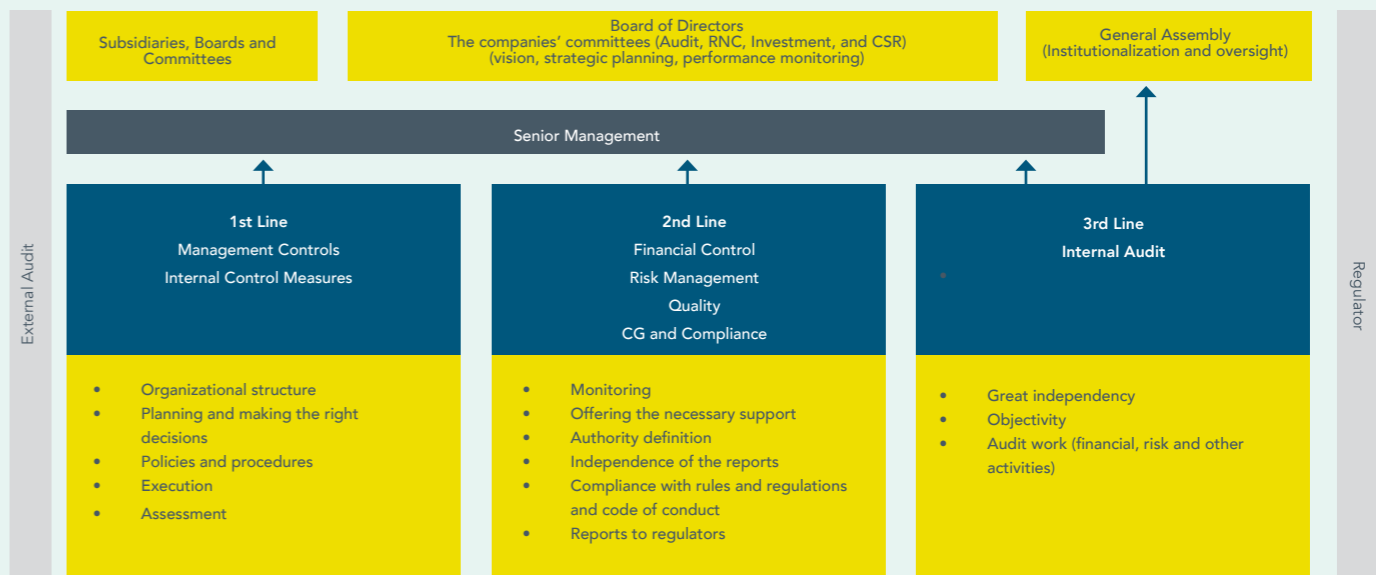 Subsidiaries, Boards and
Committees
Board of Directors
The companies' committees (Audit, RNC, Investment, and CSR)
(vision, strategic planning, performance monitoring)
General Assembly
(Institutionalization and oversight)
Senior Management
External Audit
1st Line
Management Controls
Internal Control Measures
• Organizational structure
• Planning and making the right
decisions
• Policies and procedures
• Execution
• Assessment
2nd Line
Financial Control
Risk Management
Quality
CG and Compliance
• Monitoring
• Offering the necessary support
• Authority definition
• Independence of the reports
• Compliance with rules and regulations
and code of conduct
• Reports to regulators
3rd Line
Internal Audit
•
• Great independency
• Objectivity
• Audit work (financial, risk and other
activities)
Regulator